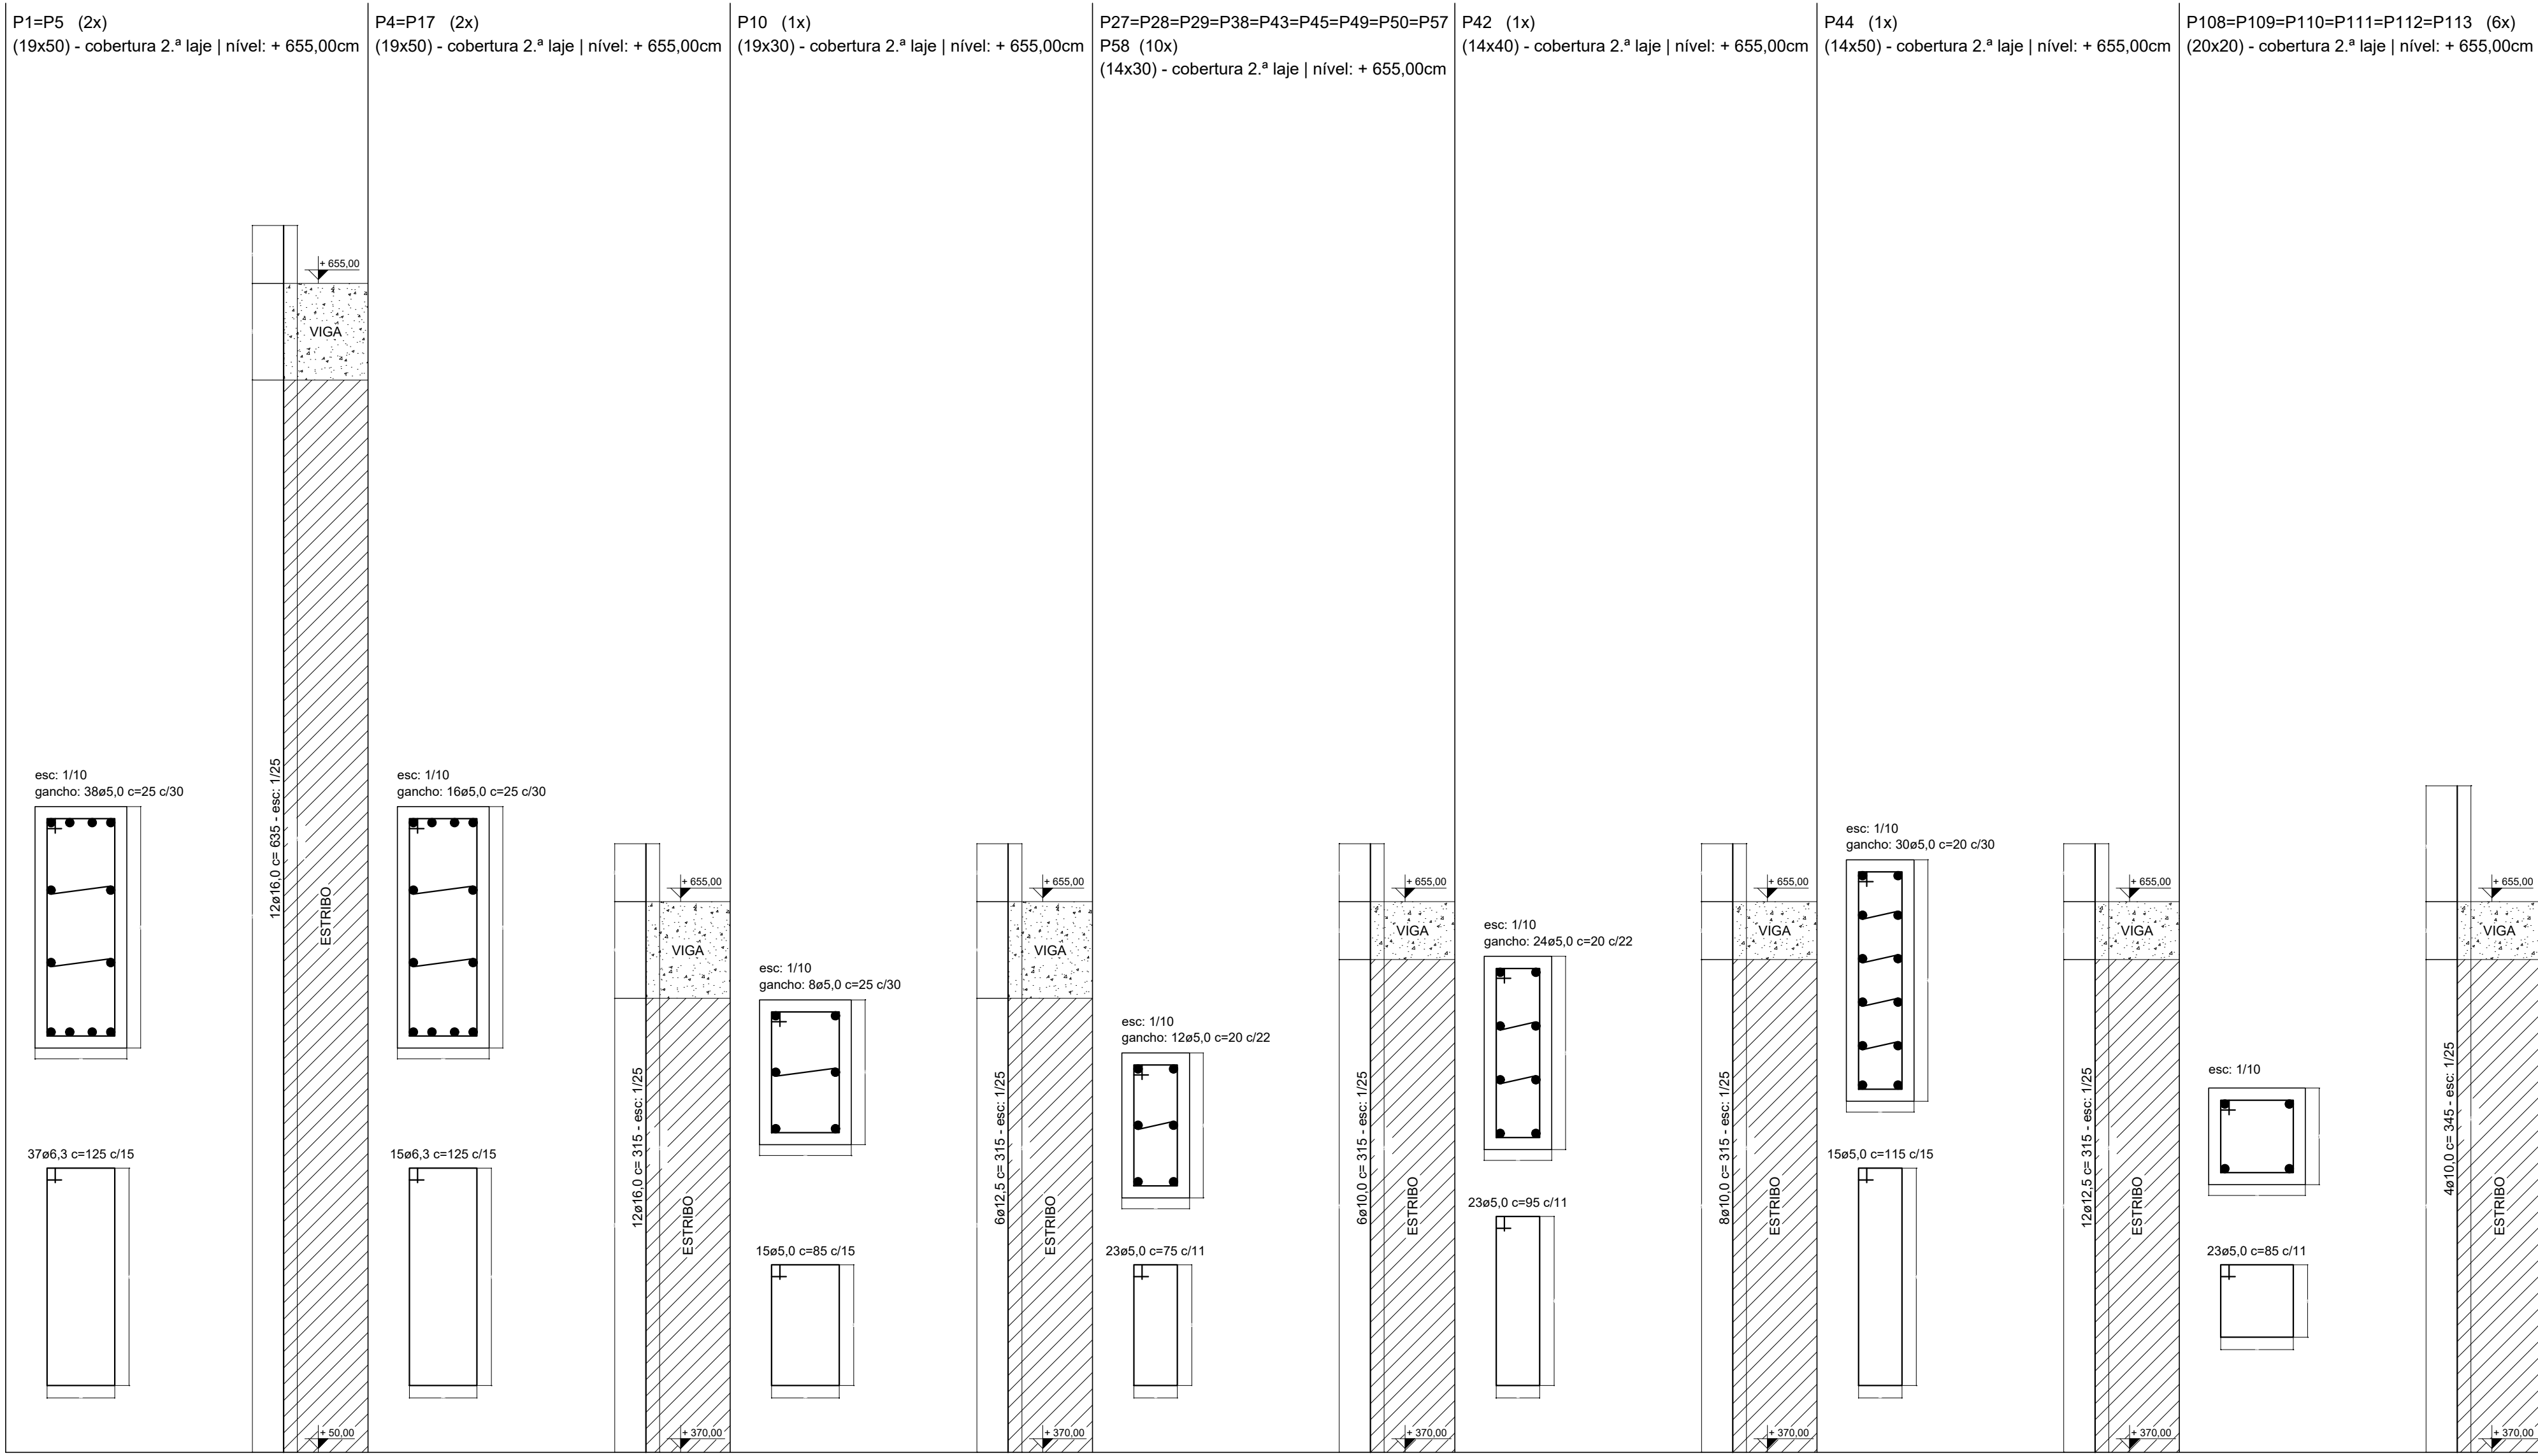 P1=P5 (2x)
(19x50) - cobertura 2.ª laje | nível: + 655,00cm
+ 655,00
VIGA
12ø16,0 c= 635 - esc: 1/25
ESTRIBO
esc: 1/10
gancho: 38ø5,0 c=25 c/30
37ø6,3 c=125 c/15
+ 50,00
P4=P17 (2x)
(19x50) - cobertura 2.ª laje | nível: + 655,00cm
esc: 1/10
gancho: 16ø5,0 c=25 c/30
+ 655,00
VIGA
12ø16,0 c= 315 - esc: 1/25
ESTRIBO
15ø6,3 c=125 c/15
+ 370,00
P10 (1x)
(19x30) - cobertura 2.ª laje | nível: + 655,00cm
+ 655,00
VIGA
esc: 1/10
gancho: 8ø5,0 c=25 c/30
6ø12,5 c= 315 - esc: 1/25
ESTRIBO
15ø5,0 c=85 c/15
+ 370,00
P27=P28=P29=P38=P43=P45=P49=P50=P57
P58 (10x)
(14x30) - cobertura 2.ª laje | nível: + 655,00cm
+ 655,00
VIGA
esc: 1/10
gancho: 12ø5,0 c=20 c/22
6ø10,0 c= 315 - esc: 1/25
ESTRIBO
23ø5,0 c=75 c/11
+ 370,00
P42 (1x)
(14x40) - cobertura 2.ª laje | nível: + 655,00cm
+ 655,00
VIGA
esc: 1/10
gancho: 24ø5,0 c=20 c/22
8ø10,0 c= 315 - esc: 1/25
ESTRIBO
23ø5,0 c=95 c/11
+ 370,00
P44 (1x)
(14x50) - cobertura 2.ª laje | nível: + 655,00cm
esc: 1/10
gancho: 30ø5,0 c=20 c/30
+ 655,00
VIGA
12ø12,5 c= 315 - esc: 1/25
ESTRIBO
15ø5,0 c=115 c/15
+ 370,00
P108=P109=P110=P111=P112=P113 (6x)
(20x20) - cobertura 2.ª laje | nível: + 655,00cm
+ 655,00
VIGA
4ø10,0 c= 345 - esc: 1/25
ESTRIBO
esc: 1/10
23ø5,0 c=85 c/11
+ 370,00